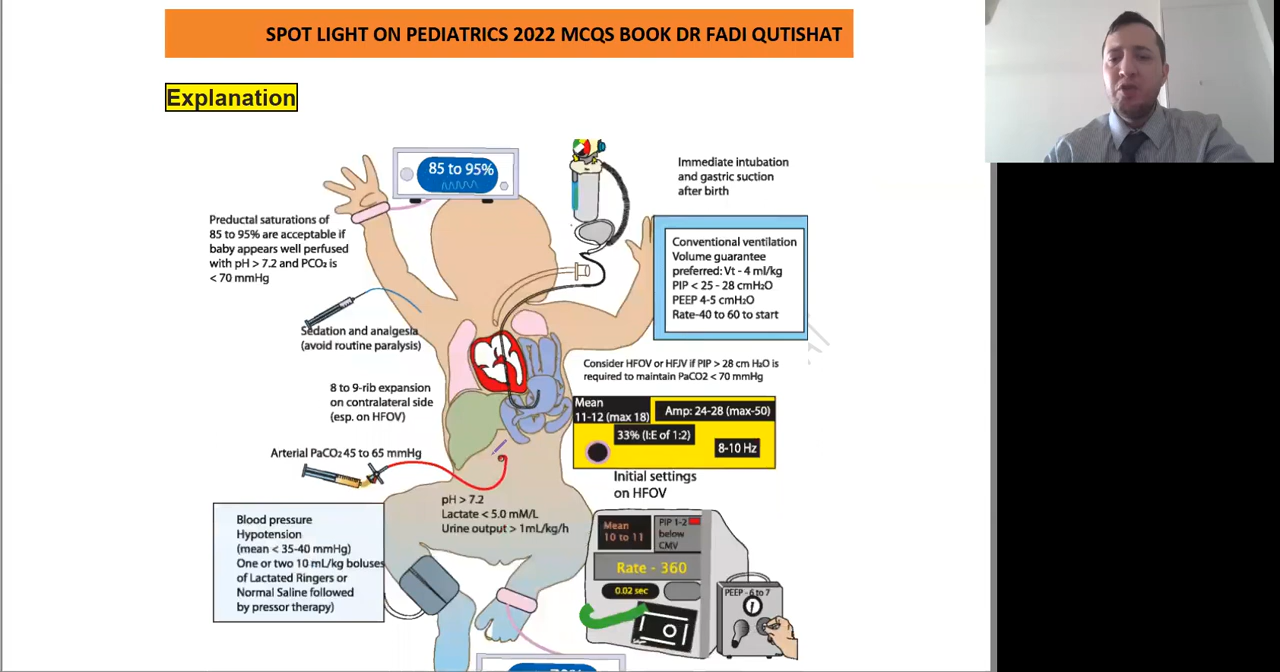 SPOT LIGHT ON PEDIATRICS 2022 MCQS BOOK DR FADI QUTISHAT
Explanation
85 to 95%
Immediate intubation
and gastric suction
after birth
Preductal saturations of
85 to 95% are acceptable if
baby appears well perfused
with pH > 7.2 and PCO₂ is
< 70 mmHg
Conventional ventilation
Volume guarantee
preferred: Vt - 4 ml/kg
PIP < 25 - 28 cmH₂O
PEEP 4-5 cmH₂O
Rate-40 to 60 to start
Sedation and analgesia
(avoid routine paralysis)
Consider HFOV or HFJV if PIP > 28 cm H₂O is
required to maintain PaCO2 < 70 mmHg
8 to 9-rib expansion
on contralateral side
(esp. on HFOV)
Mean
11-12 (max 18)
Amp: 24-28 (max-50)
33% (I:E of 1:2)
8-10 Hz
Arterial PaCO₂ 45 to 65 mmHg
Initial settings
on HFOV
pH > 7.2
Lactate < 5.0 mM/L
Urine output > 1mL/kg/h
Blood pressure
Hypotension
(mean < 35-40 mmHg)
One or two 10 mL/kg boluses
of Lactated Ringers or
Normal Saline followed
by pressor therapy)
Mean
10 to 11
PIP 1-2
below
CMV
Rate - 360
0.02 sec
PEEP - 6 to 7